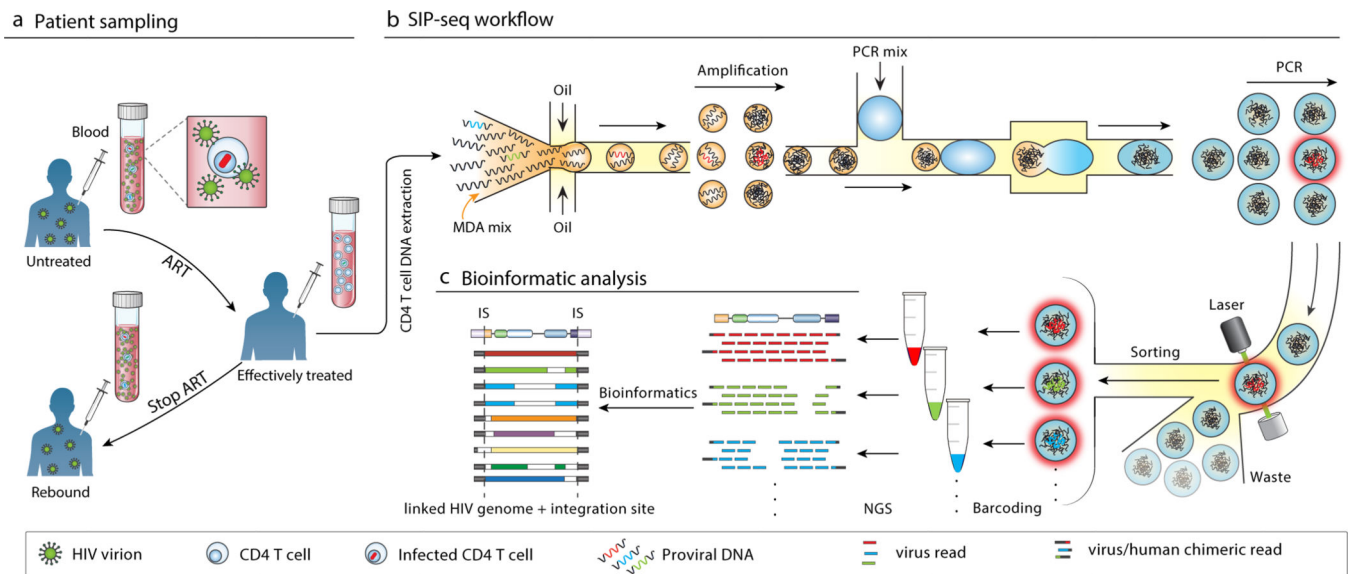 a Patient sampling
Blood
Untreated
ART
Effectively treated
Stop ART
Rebound
CD4 T cell DNA extraction
b SIP-seq workflow
MDA mix
Oil
Oil
Amplification
PCR mix
PCR
Laser
Sorting
Waste
Barcoding
NGS
c Bioinformatic analysis
IS IS
Bioinformatics
linked HIV genome + integration site
HIV virion
CD4 T cell
Infected CD4 T cell
Proviral DNA
virus read
virus/human chimeric read